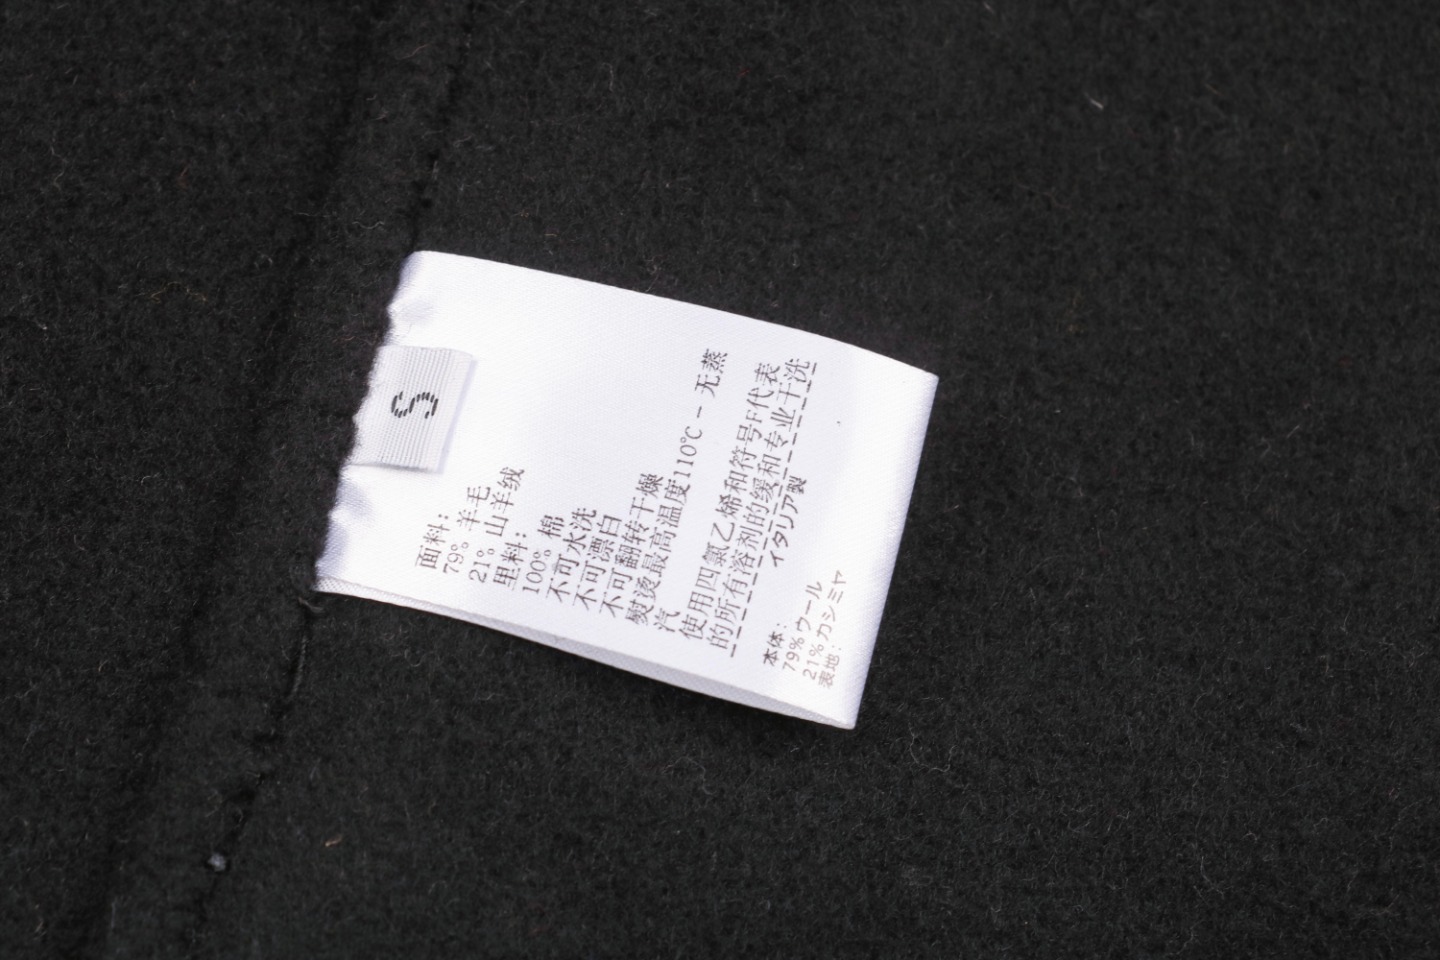 S
面料:
79% 羊毛
21% 山羊绒
里料:
100% 棉
不可水洗
不可漂白
不可翻转干燥
熨烫最高温度110℃ - 无蒸
汽
使用四氯乙烯和符号F代表
的所有溶剂的缓和专业干洗
イタリア製
本体:
79%ウール
21%カシミヤ
表地: